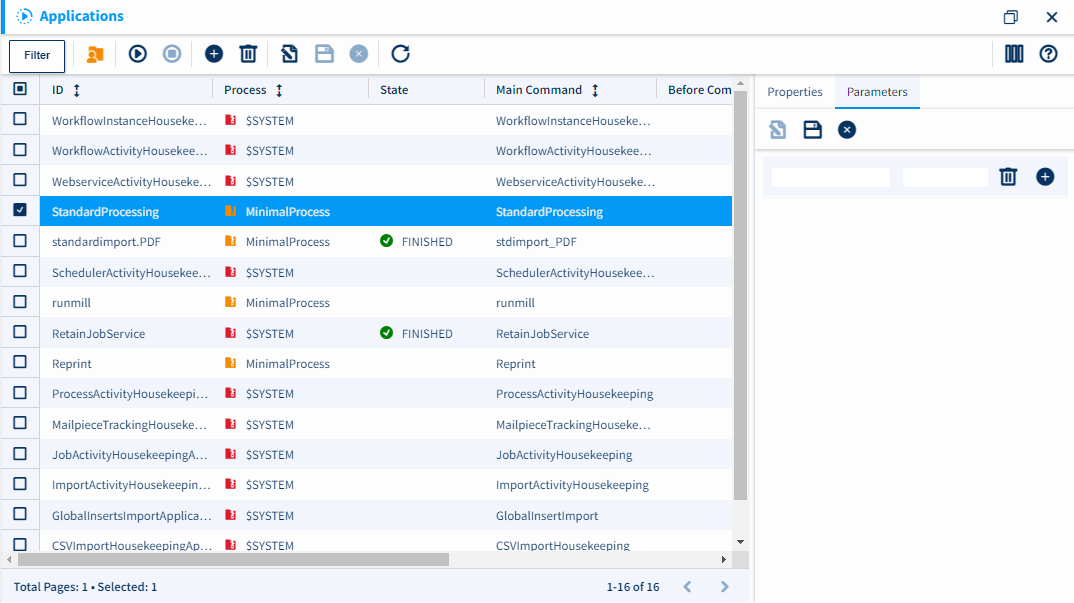 Applications
Filter
ID Process State Main Command Before Com
WorkflowInstanceHouseke... $SYSTEM WorkflowInstanceHouseke...
WorkflowActivityHousekee... $SYSTEM WorkflowActivityHousekee...
WebserviceActivityHouseke... $SYSTEM WebserviceActivityHouseke...
StandardProcessing MinimalProcess StandardProcessing
standardimport.PDF MinimalProcess FINISHED stdimport_PDF
SchedulerActivityHousekee... $SYSTEM SchedulerActivityHousekee...
runmill MinimalProcess runmill
RetainJobService $SYSTEM FINISHED RetainJobService
Reprint MinimalProcess Reprint
ProcessActivityHousekeepi... $SYSTEM ProcessActivityHousekeeping
MailpieceTrackingHouseke... $SYSTEM MailpieceTrackingHouseke...
JobActivityHousekeepingA... $SYSTEM JobActivityHousekeeping
ImportActivityHousekeepin... $SYSTEM ImportActivityHousekeeping
GlobalInsertsImportApplica... $SYSTEM GlobalInsertImport
CSVImportHousekeepingAp... $SYSTEM CSVImportHousekeeping
Total Pages: 1 • Selected: 1 1-16 of 16
Properties Parameters